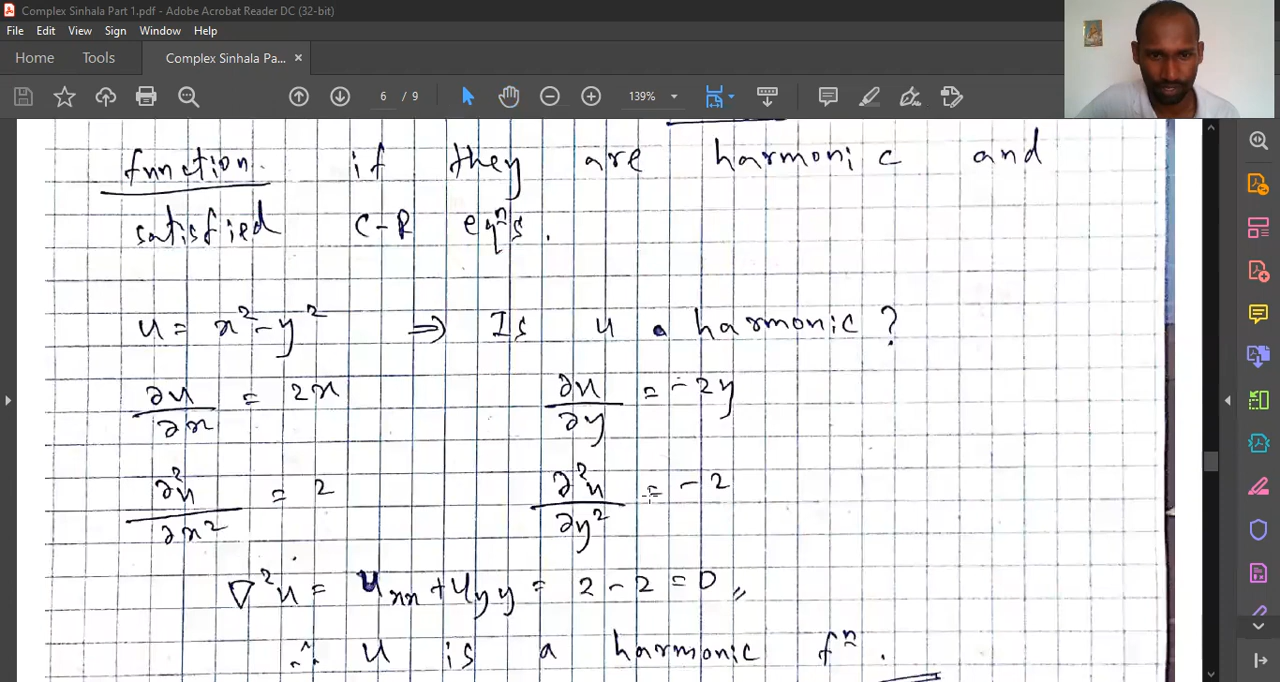 Complex Sinhala Part 1.pdf - Adobe Acrobat Reader DC (32-bit)
File Edit View Sign Window Help
Home Tools Complex Sinhala Pa... ×
6 / 9 139%
function. if they are harmonic and
satisfied C-R eqⁿs.
u = x² - y² ⇒ Is u a harmonic ?
∂u/∂x = 2x ∂u/∂y = -2y
∂²u/∂x² = 2 ∂²u/∂y² = -2
∇²u = uxx + uyy = 2 - 2 = 0 〃
∴ u is a harmonic fⁿ.